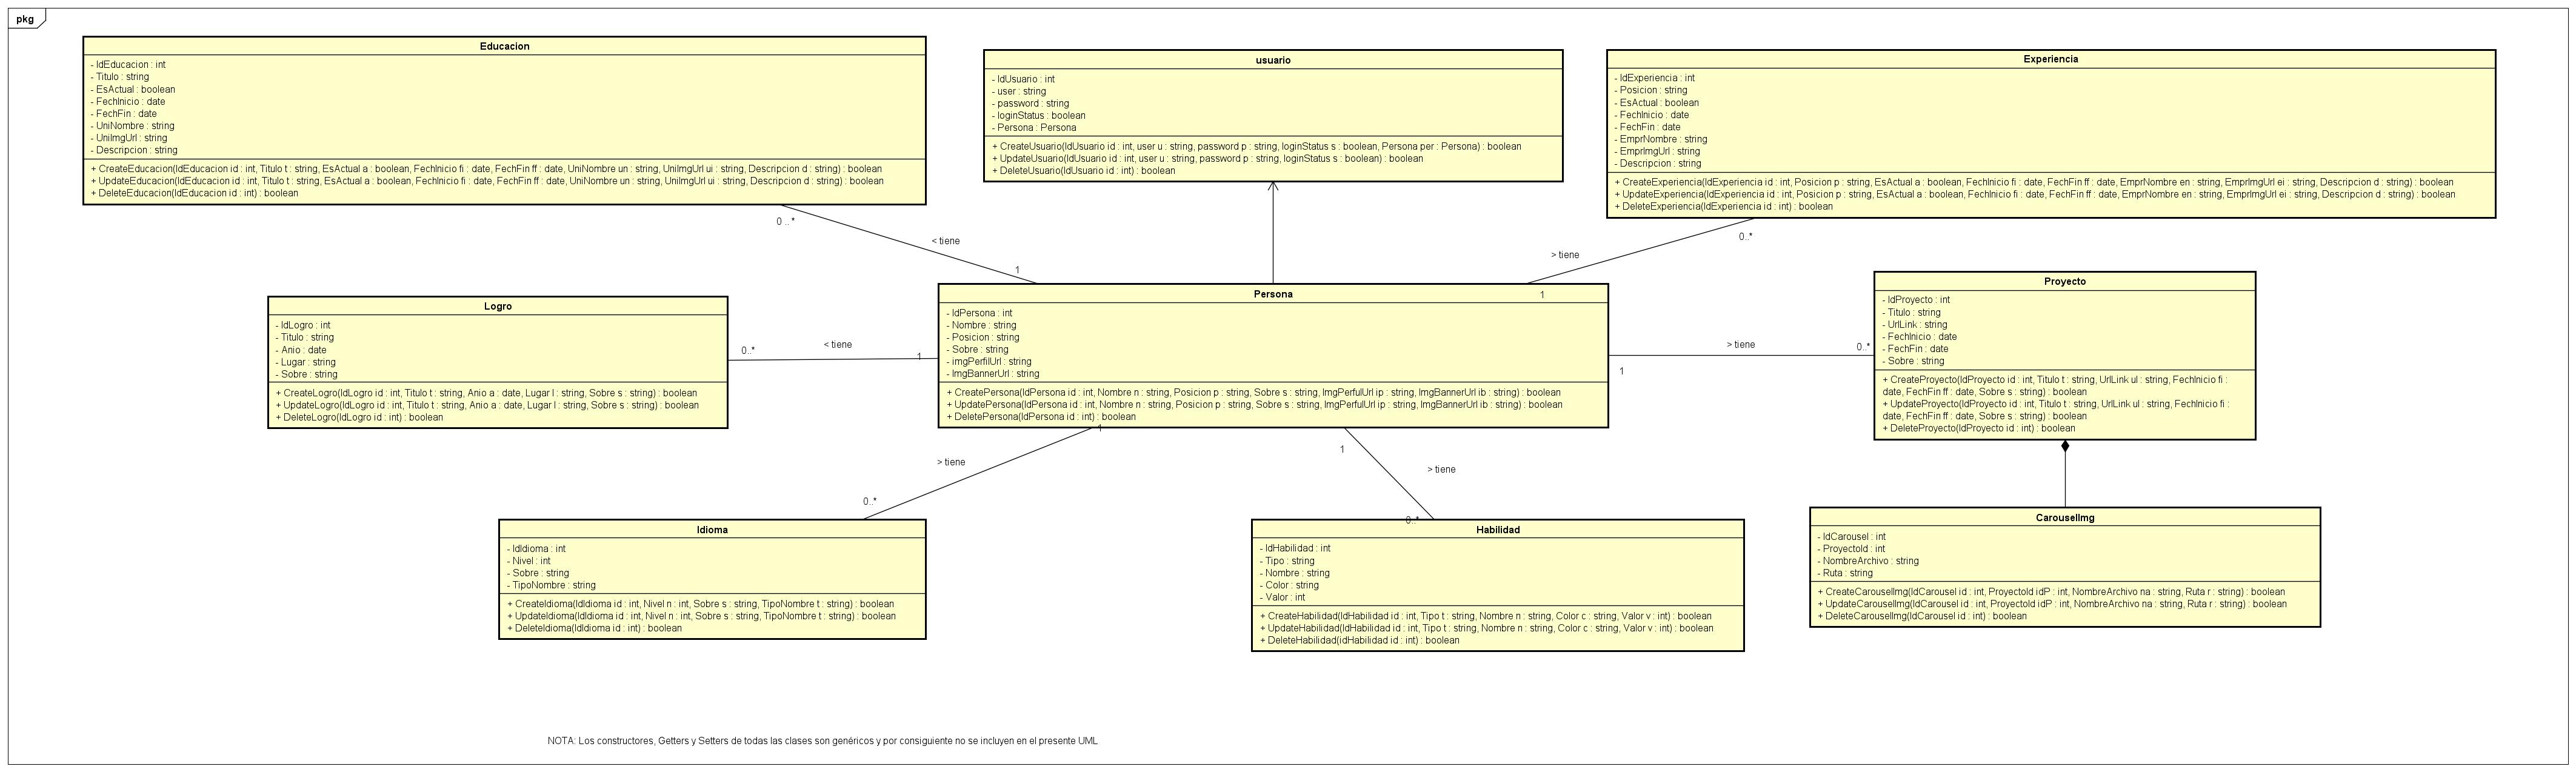 pkg
Educacion
- IdEducacion : int
- Titulo : string
- EsActual : boolean
- FechInicio : date
- FechFin : date
- UniNombre : string
- UniImgUrl : string
- Descripcion : string
+ CreateEducacion(IdEducacion id : int, Titulo t : string, EsActual a : boolean, FechInicio fi : date, FechFin ff : date, UniNombre un : string, UniImgUrl ui : string, Descripcion d : string) : boolean
+ UpdateEducacion(IdEducacion id : int, Titulo t : string, EsActual a : boolean, FechInicio fi : date, FechFin ff : date, UniNombre un : string, UniImgUrl ui : string, Descripcion d : string) : boolean
+ DeleteEducacion(IdEducacion id : int) : boolean
usuario
- IdUsuario : int
- user : string
- password : string
- loginStatus : boolean
- Persona : Persona
+ CreateUsuario(IdUsuario id : int, user u : string, password p : string, loginStatus s : boolean, Persona per : Persona) : boolean
+ UpdateUsuario(IdUsuario id : int, user u : string, password p : string, loginStatus s : boolean) : boolean
+ DeleteUsuario(IdUsuario id : int) : boolean
Experiencia
- IdExperiencia : int
- Posicion : string
- EsActual : boolean
- FechInicio : date
- FechFin : date
- EmprNombre : string
- EmprImgUrl : string
- Descripcion : string
+ CreateExperiencia(IdExperiencia id : int, Posicion p : string, EsActual a : boolean, FechInicio fi : date, FechFin ff : date, EmprNombre en : string, EmprImgUrl ei : string, Descripcion d : string) : boolean
+ UpdateExperiencia(IdExperiencia id : int, Posicion p : string, EsActual a : boolean, FechInicio fi : date, FechFin ff : date, EmprNombre en : string, EmprImgUrl ei : string, Descripcion d : string) : boolean
+ DeleteExperiencia(IdExperiencia id : int) : boolean
0 ..*
< tiene
1
0..*
> tiene
1
Logro
- IdLogro : int
- Titulo : string
- Anio : date
- Lugar : string
- Sobre : string
+ CreateLogro(IdLogro id : int, Titulo t : string, Anio a : date, Lugar l : string, Sobre s : string) : boolean
+ UpdateLogro(IdLogro id : int, Titulo t : string, Anio a : date, Lugar l : string, Sobre s : string) : boolean
+ DeleteLogro(IdLogro id : int) : boolean
0..*
< tiene
1
Persona
- IdPersona : int
- Nombre : string
- Posicion : string
- Sobre : string
- imgPerfilUrl : string
- ImgBannerUrl : string
+ CreatePersona(IdPersona id : int, Nombre n : string, Posicion p : string, Sobre s : string, ImgPerfulUrl ip : string, ImgBannerUrl ib : string) : boolean
+ UpdatePersona(IdPersona id : int, Nombre n : string, Posicion p : string, Sobre s : string, ImgPerfulUrl ip : string, ImgBannerUrl ib : string) : boolean
+ DeletePersona(IdPersona id : int) : boolean
> tiene
0..*
1
Proyecto
- IdProyecto : int
- Titulo : string
- UrlLink : string
- FechInicio : date
- FechFin : date
- Sobre : string
+ CreateProyecto(IdProyecto id : int, Titulo t : string, UrlLink ul : string, FechInicio fi :
date, FechFin ff : date, Sobre s : string) : boolean
+ UpdateProyecto(IdProyecto id : int, Titulo t : string, UrlLink ul : string, FechInicio fi :
date, FechFin ff : date, Sobre s : string) : boolean
+ DeleteProyecto(IdProyecto id : int) : boolean
1
> tiene
0..*
1
> tiene
0..*
Idioma
- IdIdioma : int
- Nivel : int
- Sobre : string
- TipoNombre : string
+ CreateIdioma(IdIdioma id : int, Nivel n : int, Sobre s : string, TipoNombre t : string) : boolean
+ UpdateIdioma(IdIdioma id : int, Nivel n : int, Sobre s : string, TipoNombre t : string) : boolean
+ DeleteIdioma(IdIdioma id : int) : boolean
Habilidad
- IdHabilidad : int
- Tipo : string
- Nombre : string
- Color : string
- Valor : int
+ CreateHabilidad(IdHabilidad id : int, Tipo t : string, Nombre n : string, Color c : string, Valor v : int) : boolean
+ UpdateHabilidad(IdHabilidad id : int, Tipo t : string, Nombre n : string, Color c : string, Valor v : int) : boolean
+ DeleteHabilidad(idHabilidad id : int) : boolean
CarouselImg
- IdCarousel : int
- ProyectoId : int
- NombreArchivo : string
- Ruta : string
+ CreateCarouselImg(IdCarousel id : int, ProyectoId idP : int, NombreArchivo na : string, Ruta r : string) : boolean
+ UpdateCarouselImg(IdCarousel id : int, ProyectoId idP : int, NombreArchivo na : string, Ruta r : string) : boolean
+ DeleteCarouselImg(IdCarousel id : int) : boolean
NOTA: Los constructores, Getters y Setters de todas las clases son genéricos y por consiguiente no se incluyen en el presente UML